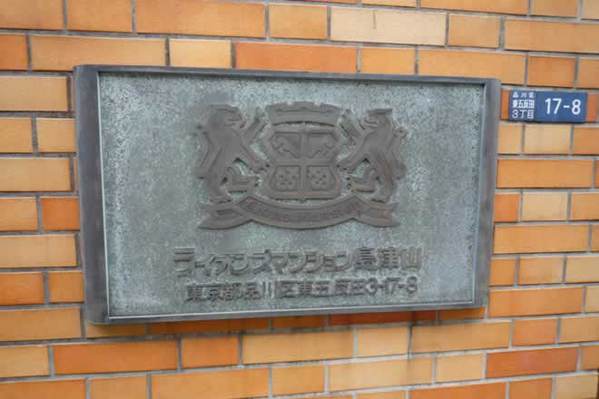 ライオンズマンション島津山
東京都品川区東五反田3-17-8
品川区
東五反田
3丁目
17-8